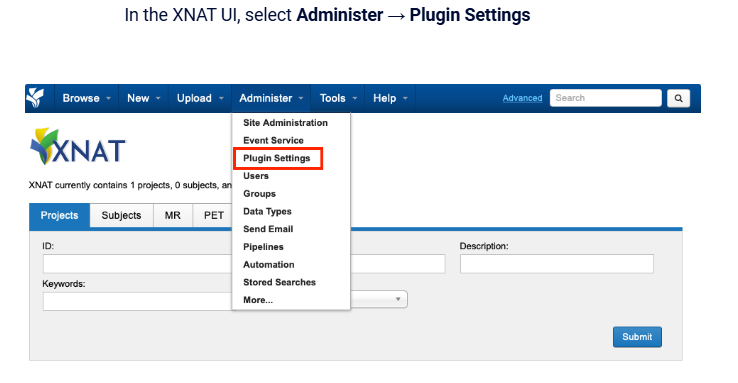 In the XNAT UI, select Administer → Plugin Settings
Browse New Upload Administer Tools Help Advanced Search
Site Administration
Event Service
Plugin Settings
Users
Groups
Data Types
Send Email
Pipelines
Automation
Stored Searches
More...
XNAT
XNAT currently contains 1 projects, 0 subjects, an
Projects Subjects MR PET
ID: Description:
Keywords:
Submit